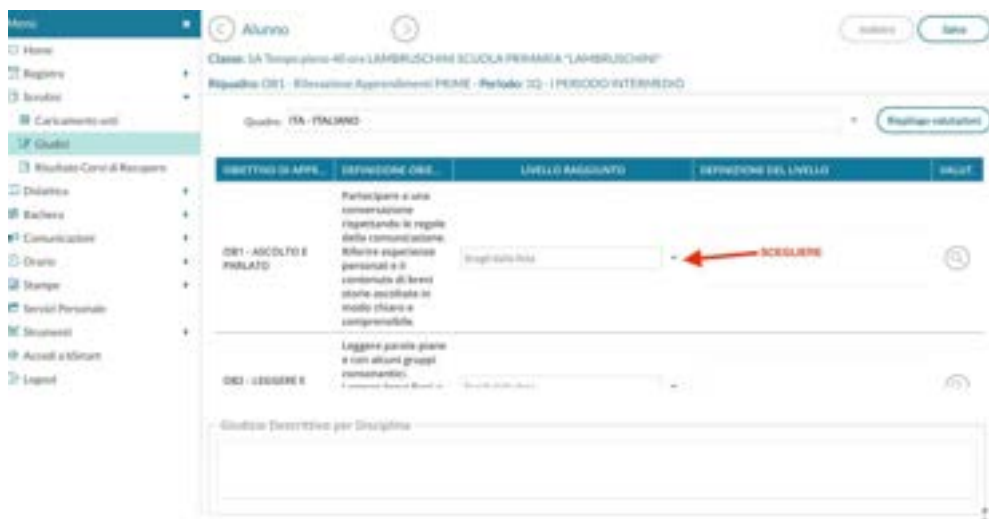 Menu
Home
Registro
Scrutini
Caricamento voti
Giudizi
Risultato Corsi di Recupero
Didattica
Bacheca
Comunicazioni
Orario
Stampe
Servizi Personale
Strumenti
Accedi a
Logout
Alunno
Indietro
Salva
Classe: 1A Tempo pieno 40 ore LAMBRUSCHINI SCUOLA PRIMARIA "LAMBRUSCHINI"
Riquadro: OB1 - Rilevazione Apprendimenti PRIME - Periodo: 1Q - I PERIODO INTERMEDIO
Quadro: ITA - ITALIANO
Riepilogo valutazioni
OBIETTIVO DI APPR... DEFINIZIONE OBIE... LIVELLO RAGGIUNTO DEFINIZIONE DEL LIVELLO VALUT.
OB1 - ASCOLTO E PARLATO
Partecipare a una
conversazione
rispettando le regole
della comunicazione.
Riferire esperienze
personali e il
contenuto di brevi
storie ascoltate in
modo chiaro e
comprensibile.
Scegli dalla lista
SCEGLIERE
OB2 - LEGGERE E
Leggere parole piane
e con alcuni gruppi
consonantici.
Giudizio Descrittivo per Disciplina